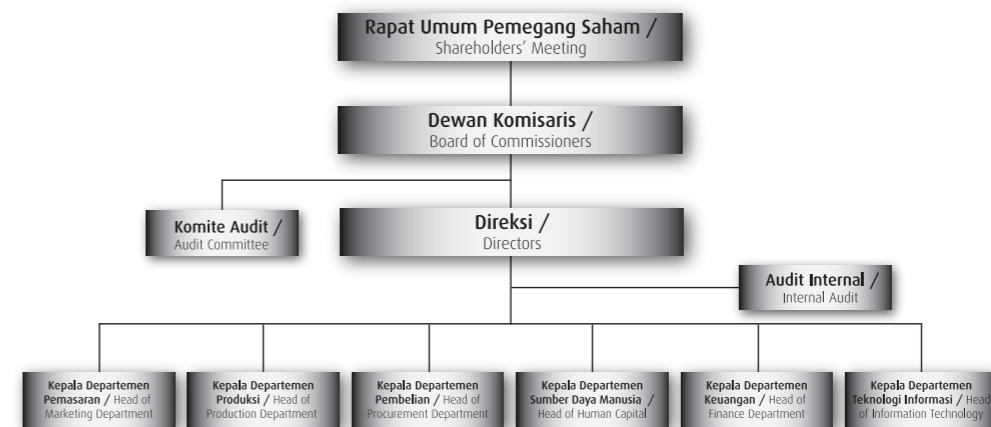 Rapat Umum Pemegang Saham /
Shareholders' Meeting
Dewan Komisaris /
Board of Commissioners
Komite Audit /
Audit Committee
Direksi /
Directors
Audit Internal /
Internal Audit
Kepala Departemen
Pemasaran / Head of
Marketing Department
Kepala Departemen
Produksi / Head of
Production Department
Kepala Departemen
Pembelian / Head of
Procurement Department
Kepala Departemen
Sumber Daya Manusia /
Head of Human Capital
Kepala Departemen
Keuangan / Head of
Finance Department
Kepala Departemen
Teknologi Informasi / Head
of Information Technology